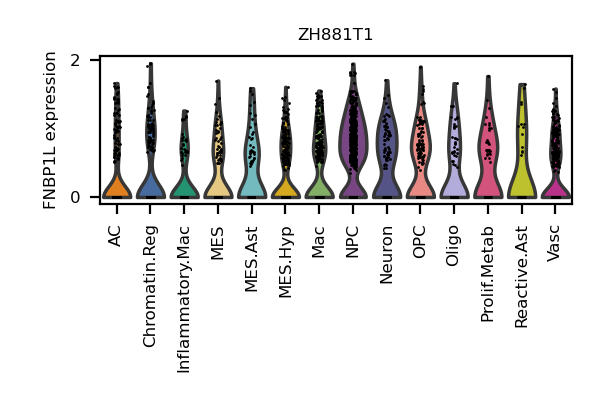 ZH881T1
FNBP1L expression
2
0
AC
Chromatin.Reg
Inflammatory.Mac
MES
MES.Ast
MES.Hyp
Mac
NPC
Neuron
OPC
Oligo
Prolif.Metab
Reactive.Ast
Vasc